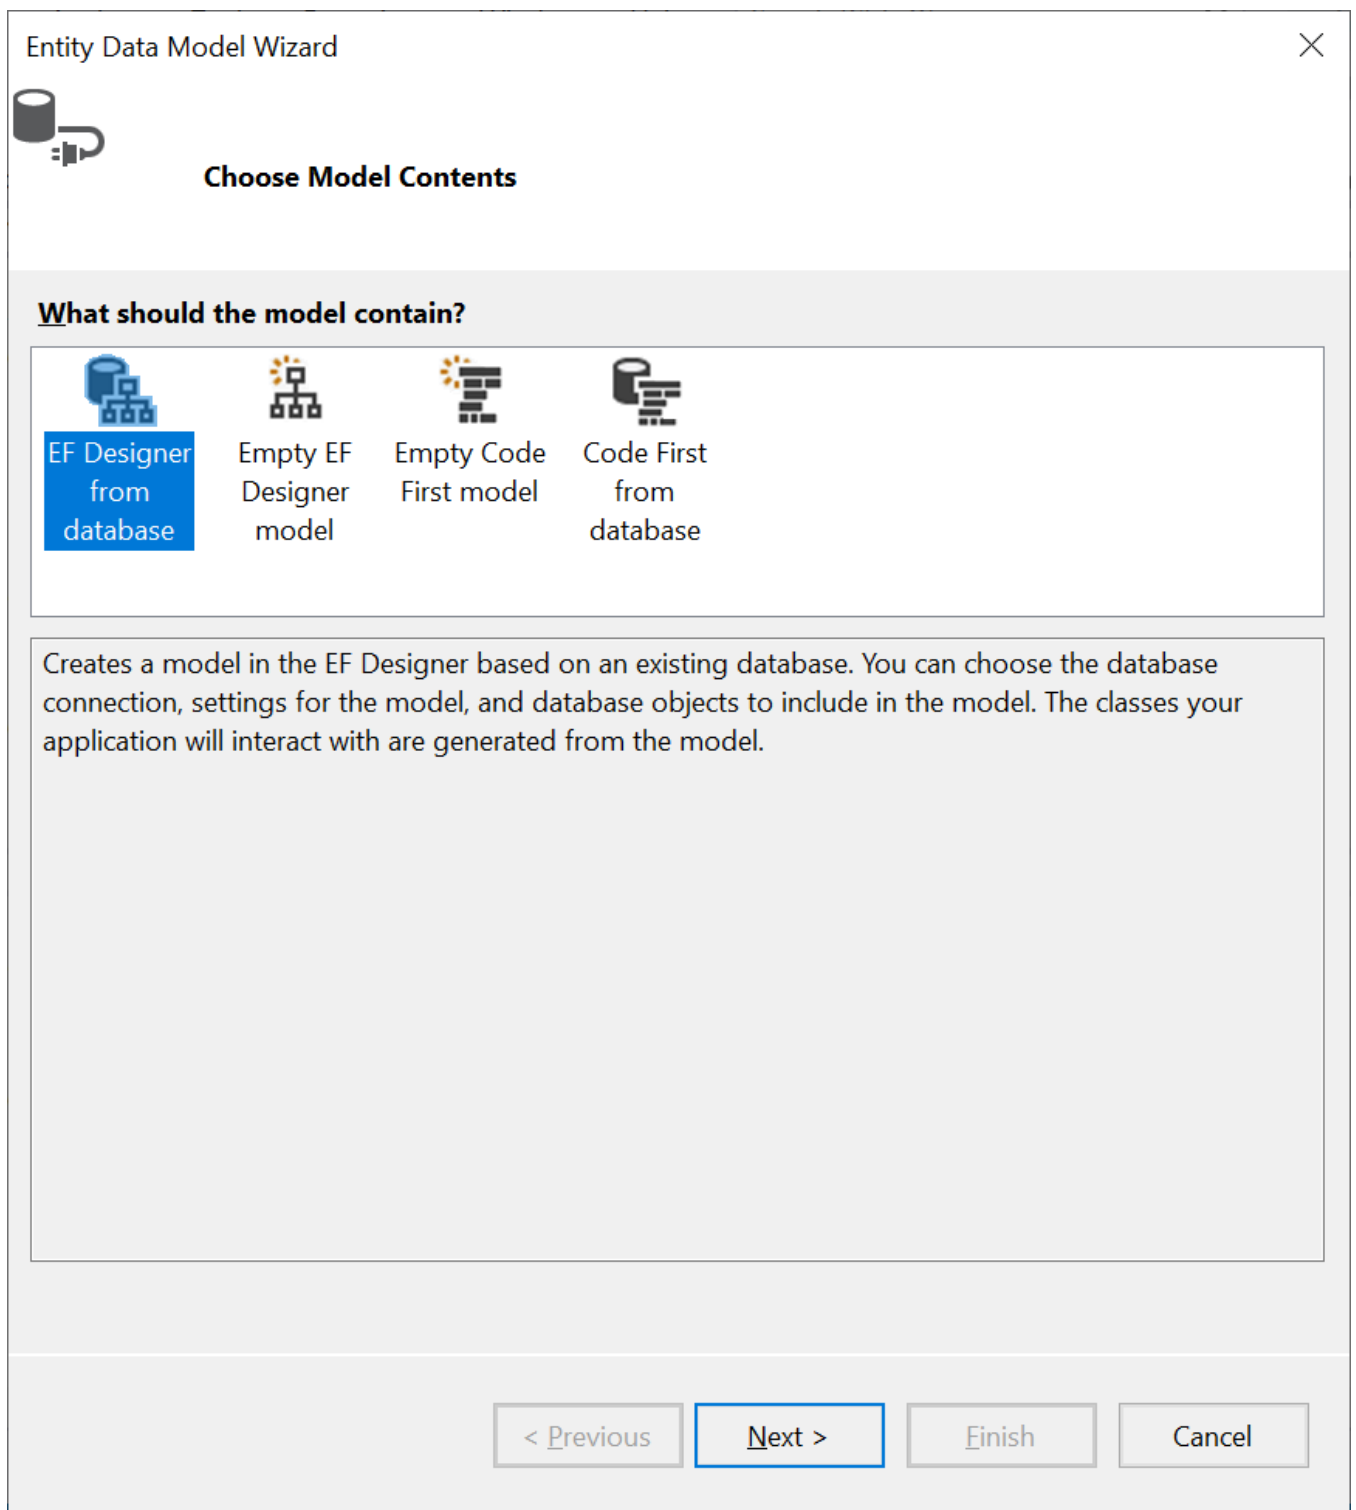 Entity Data Model Wizard
Choose Model Contents
What should the model contain?
EF Designer
from
database
Empty EF
Designer
model
Empty Code
First model
Code First
from
database
Creates a model in the EF Designer based on an existing database. You can choose the database
connection, settings for the model, and database objects to include in the model. The classes your
application will interact with are generated from the model.
< Previous
Next >
Finish
Cancel